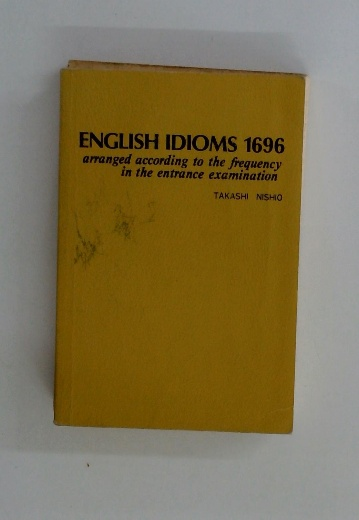 ENGLISH IDIOMS 1696
arranged according to the frequency
in the entrance examination
TAKASHI NISHIO